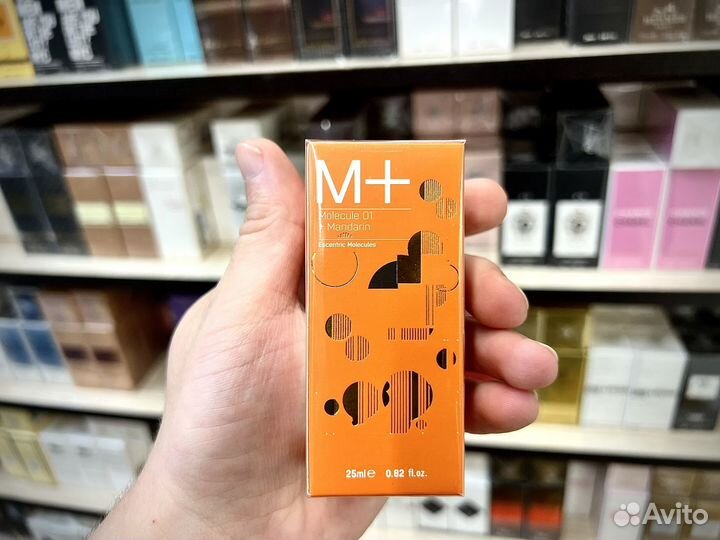 M+
Molecule 01
+ Mandarin
Escentric Molecules
25ml℮ 0.82 fl.oz.
Avito